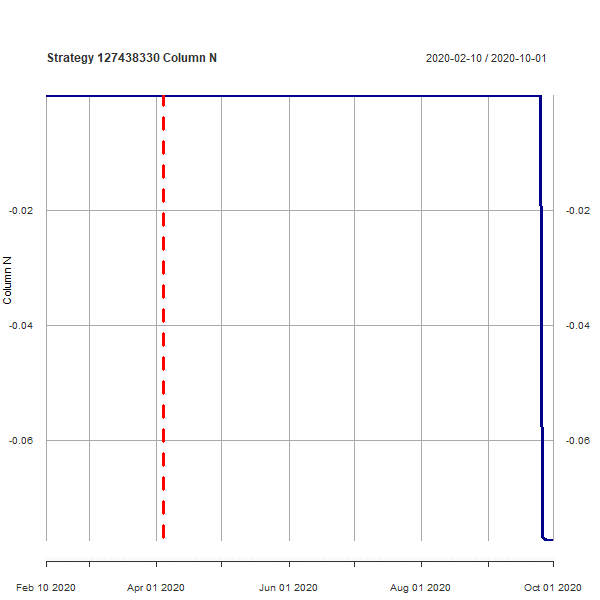 Strategy 127438330 Column N
2020-02-10 / 2020-10-01
-0.02
-0.02
-0.04
-0.04
-0.06
-0.06
Column N
Feb 10 2020
Apr 01 2020
Jun 01 2020
Aug 01 2020
Oct 01 2020